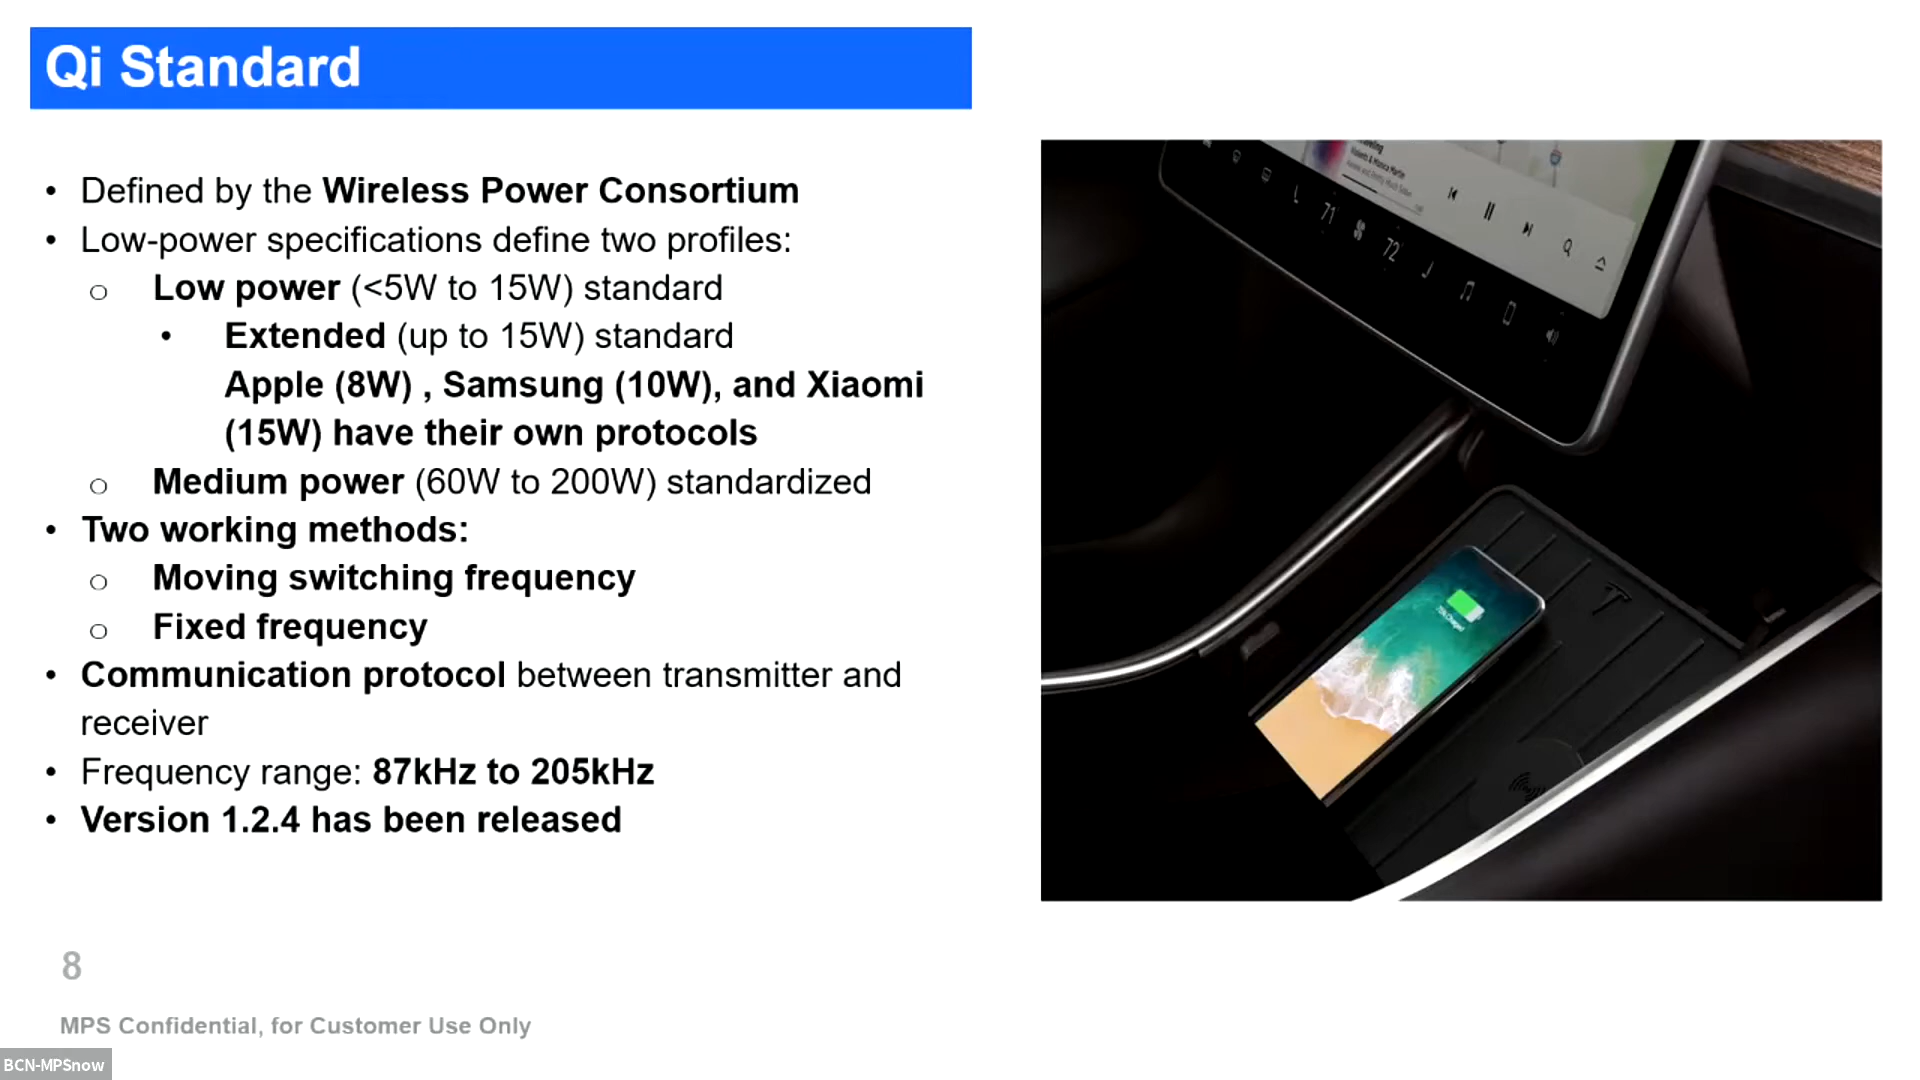 Qi Standard
• Defined by the Wireless Power Consortium
• Low-power specifications define two profiles:
o Low power (<5W to 15W) standard
• Extended (up to 15W) standard
Apple (8W) , Samsung (10W), and Xiaomi
(15W) have their own protocols
o Medium power (60W to 200W) standardized
• Two working methods:
o Moving switching frequency
o Fixed frequency
• Communication protocol between transmitter and
receiver
• Frequency range: 87kHz to 205kHz
• Version 1.2.4 has been released
71
72
8
MPS Confidential, for Customer Use Only
BCN-MPSnow